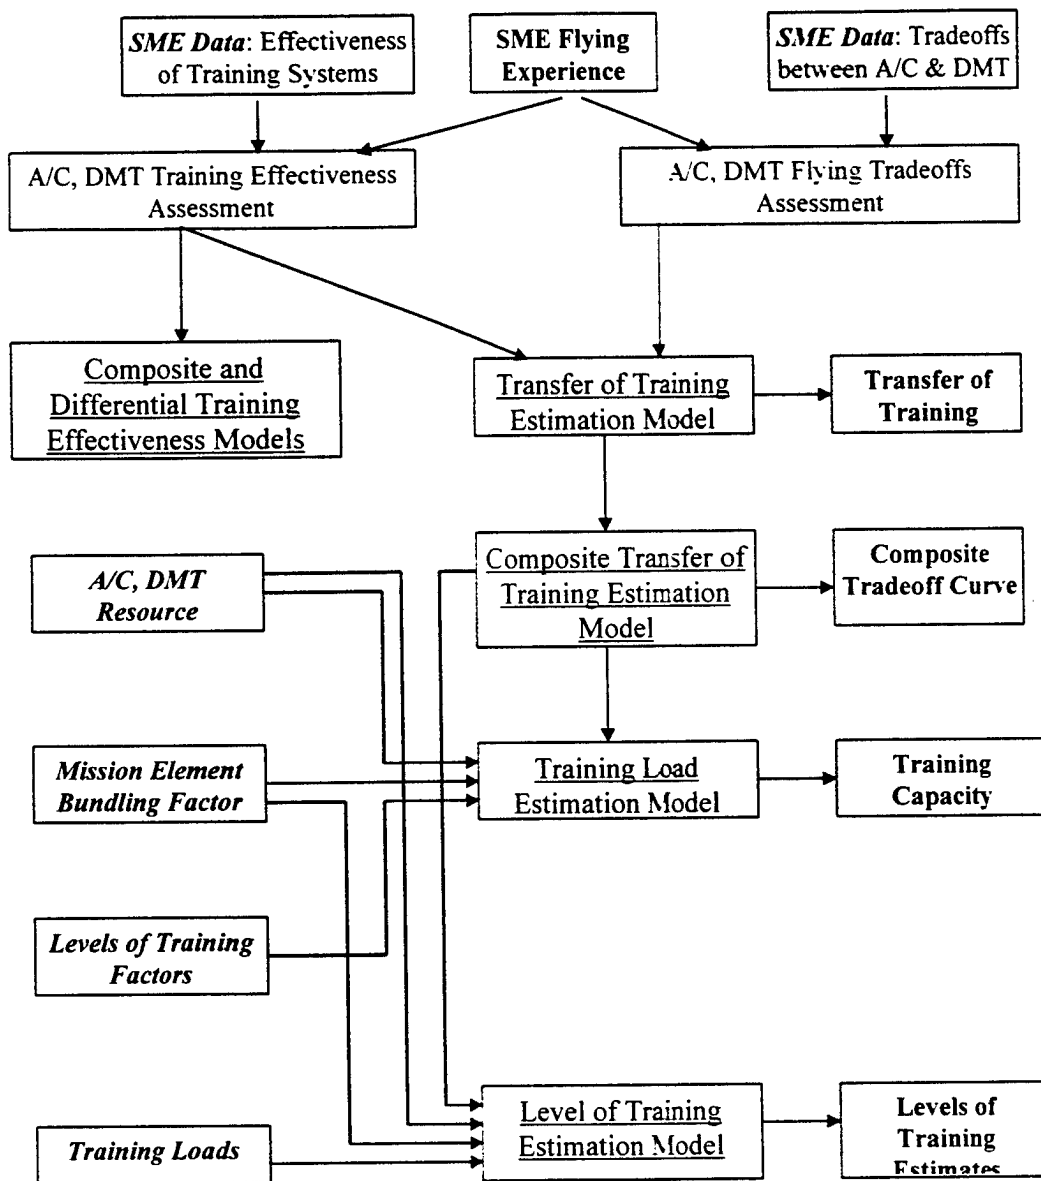 SME Data: Effectiveness
of Training Systems
SME Flying
Experience
SME Data: Tradeoffs
between A/C & DMT
A/C, DMT Training Effectiveness
Assessment
A/C, DMT Flying Tradeoffs
Assessment
Composite and
Differential Training
Effectiveness Models
Transfer of Training
Estimation Model
Transfer of
Training
A/C, DMT
Resource
Composite Transfer of
Training Estimation
Model
Composite
Tradeoff Curve
Mission Element
Bundling Factor
Training Load
Estimation Model
Training
Capacity
Levels of Training
Factors
Training Loads
Level of Training
Estimation Model
Levels of
Training
Estimates